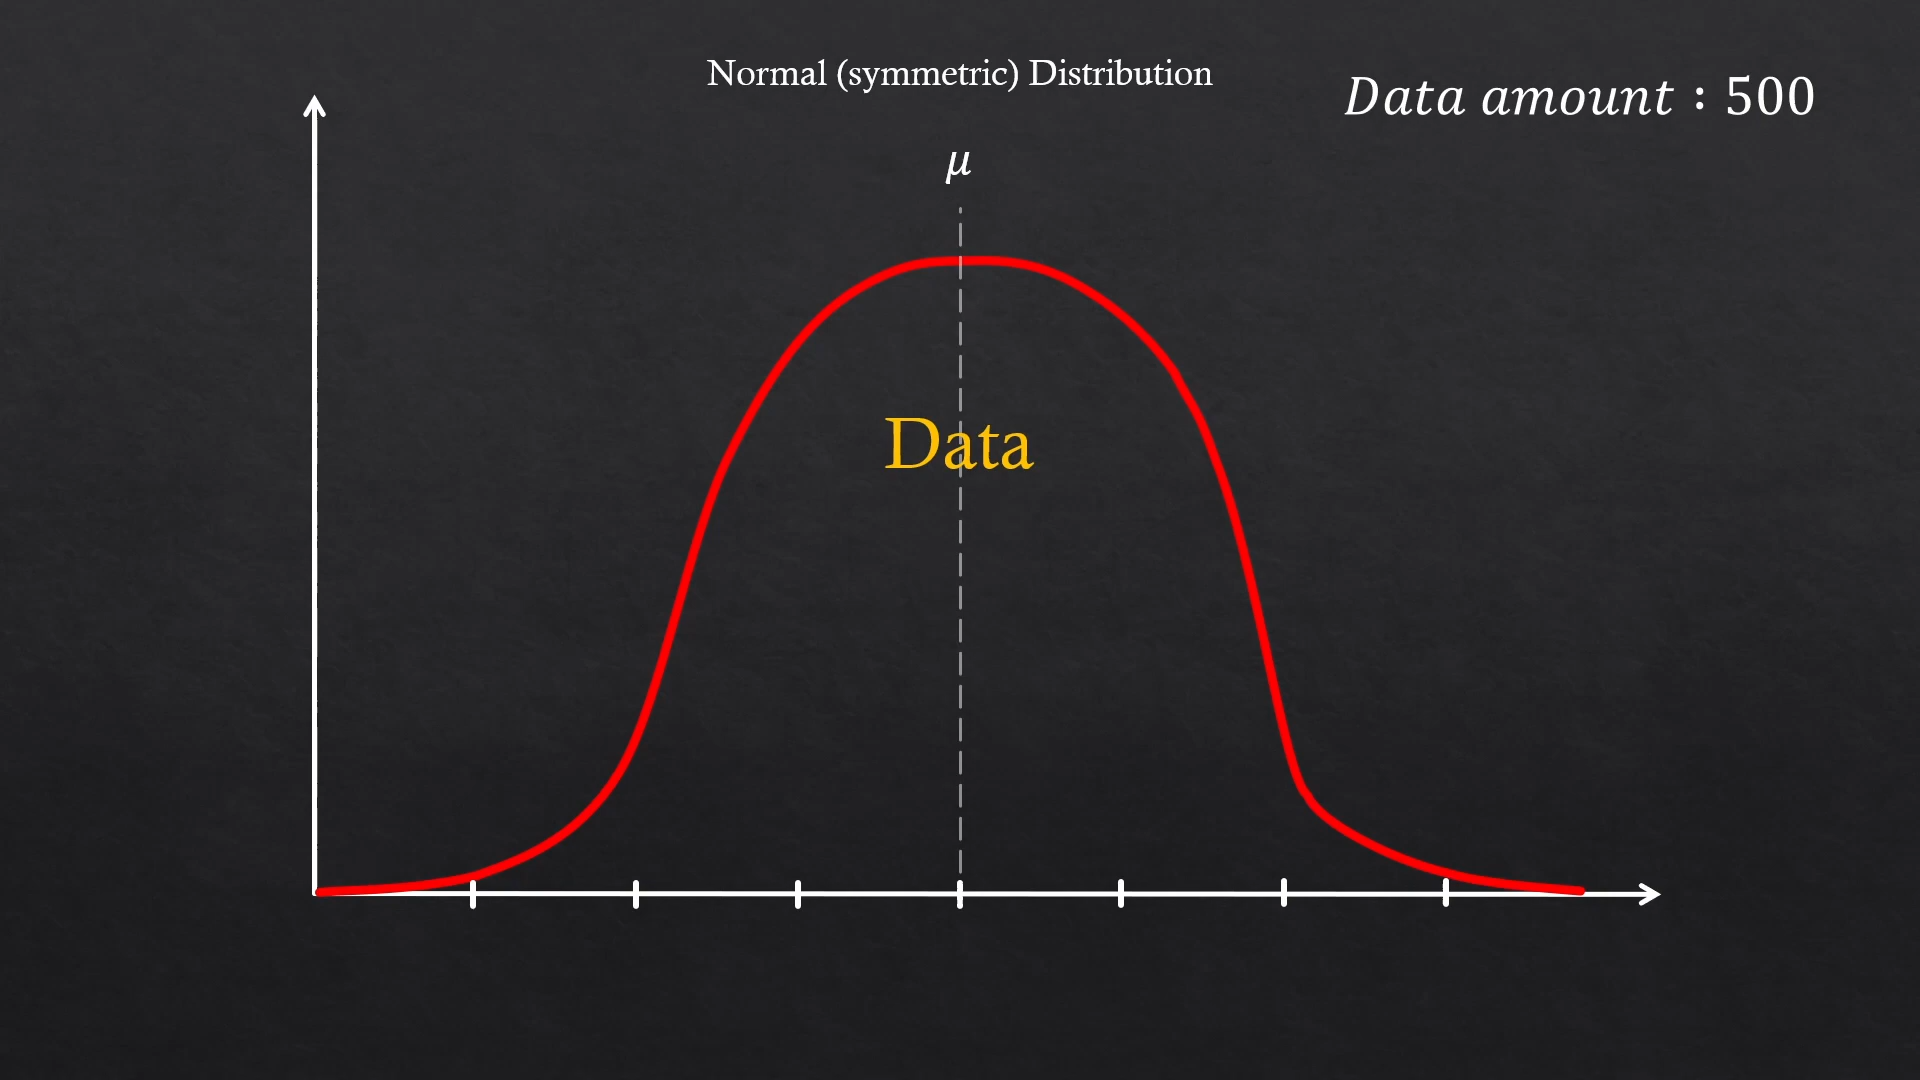 Normal (symmetric) Distribution
Data amount : 500
μ
Data